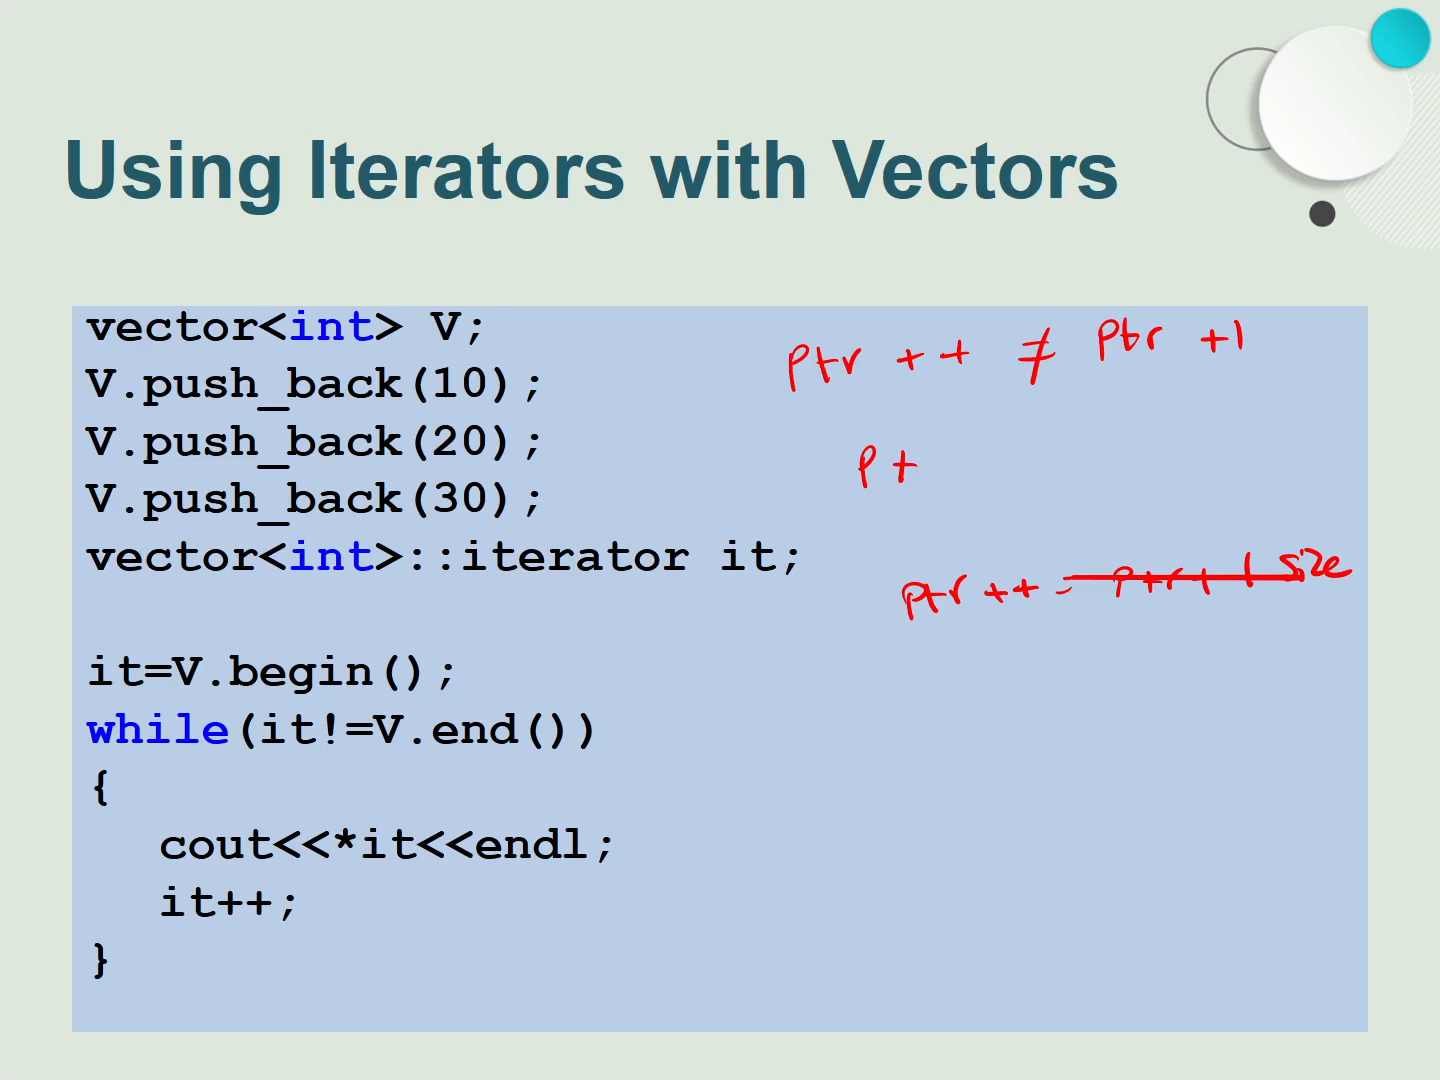 Using Iterators with Vectors
vector<int> V;
V.push_back(10);
V.push_back(20);
V.push_back(30);
vector<int>::iterator it;
it=V.begin();
while(it!=V.end())
{
cout<<*it<<endl;
it++;
}
Ptr ++ ≠ Ptr +1
P+
Ptr ++ = Ptr + 1 size